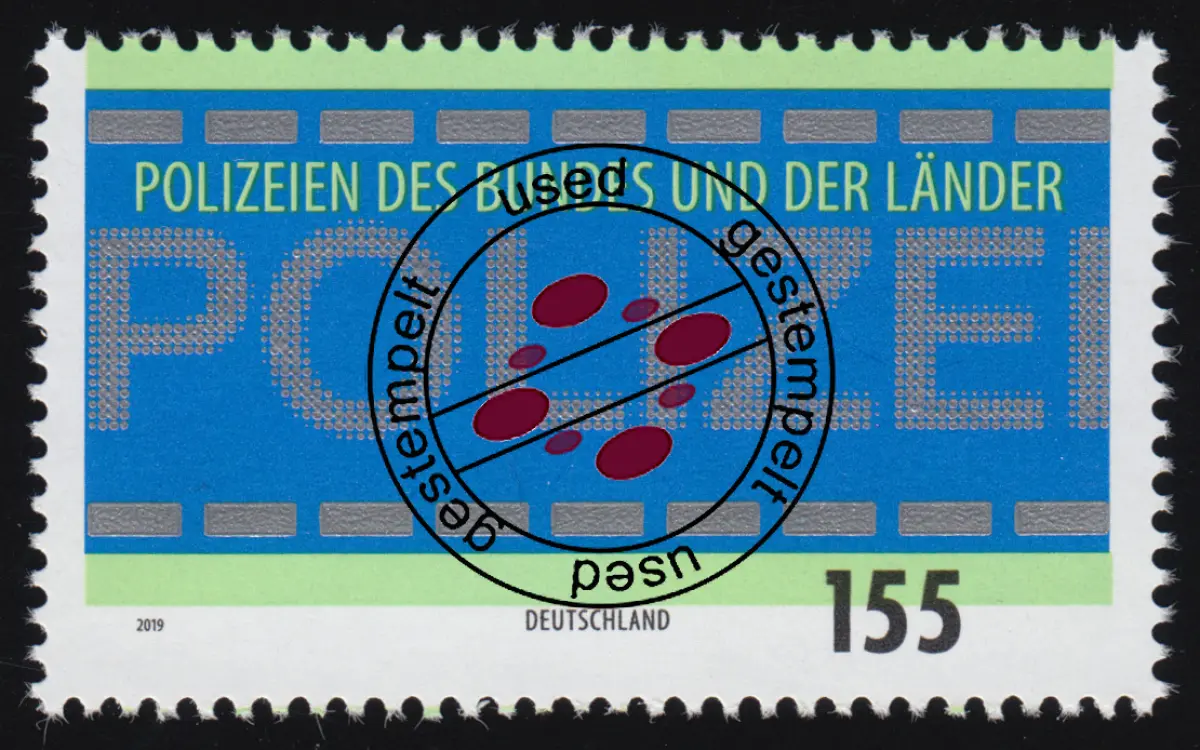 POLIZEIEN DES BUNDES UND DER LÄNDER
POLIZEI
used
gestempelt
used
gestempelt
155
DEUTSCHLAND
2019